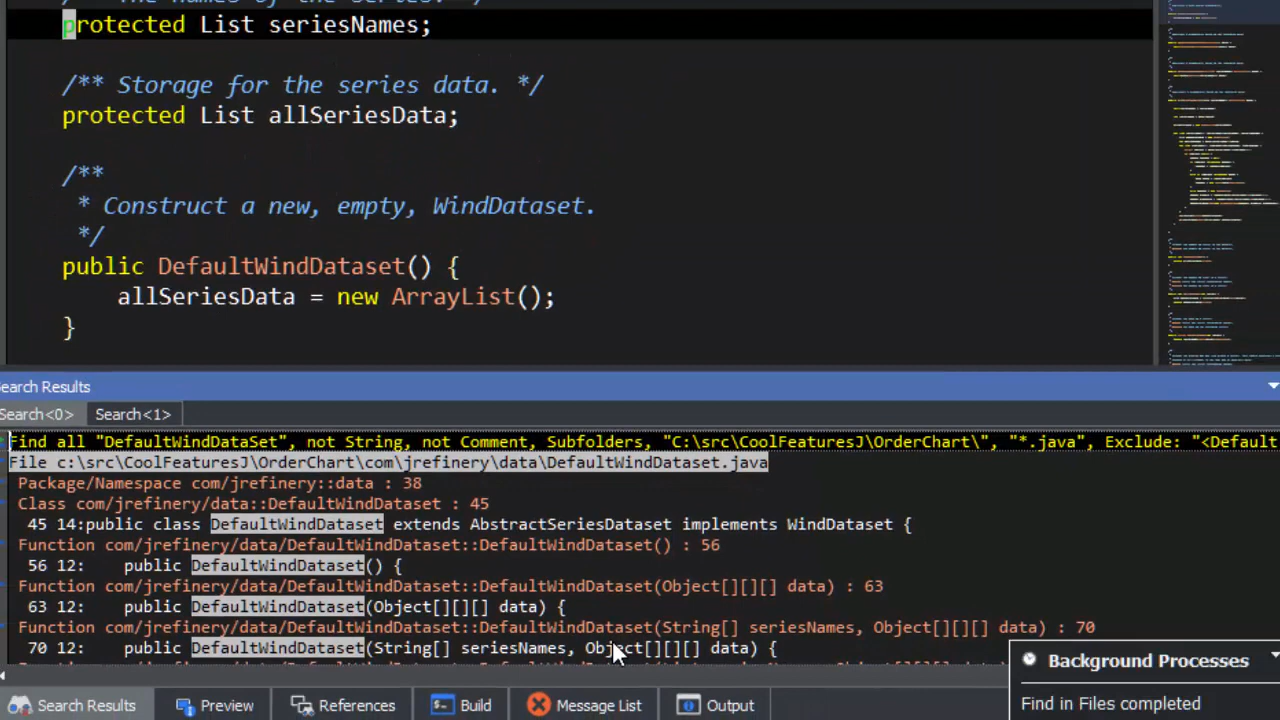 protected List seriesNames;
/** Storage for the series data. */
protected List allSeriesData;
/**
* Construct a new, empty, WindDataset.
*/
public DefaultWindDataset() {
allSeriesData = new ArrayList();
}
Search Results
Search<0> Search<1>
Find all "DefaultWindDataSet", not String, not Comment, Subfolders, "C:\src\CoolFeaturesJ\OrderChart\", "*.java", Exclude: "<Default
File c:\src\CoolFeaturesJ\OrderChart\com\jrefinery\data\DefaultWindDataset.java
Package/Namespace com/jrefinery::data : 38
Class com/jrefinery/data::DefaultWindDataset : 45
45 14:public class DefaultWindDataset extends AbstractSeriesDataset implements WindDataset {
Function com/jrefinery/data/DefaultWindDataset::DefaultWindDataset() : 56
56 12: public DefaultWindDataset() {
Function com/jrefinery/data/DefaultWindDataset::DefaultWindDataset(Object[][][] data) : 63
63 12: public DefaultWindDataset(Object[][][] data) {
Function com/jrefinery/data/DefaultWindDataset::DefaultWindDataset(String[] seriesNames, Object[][][] data) : 70
70 12: public DefaultWindDataset(String[] seriesNames, Object[][][] data) {
Background Processes
Find in Files completed
Search Results Preview References Build Message List Output